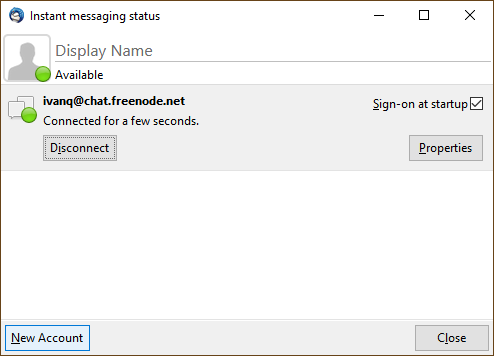 Instant messaging status
Display Name
Available
ivanq@chat.freenode.net
Sign-on at startup
Connected for a few seconds.
Disconnect
Properties
New Account
Close